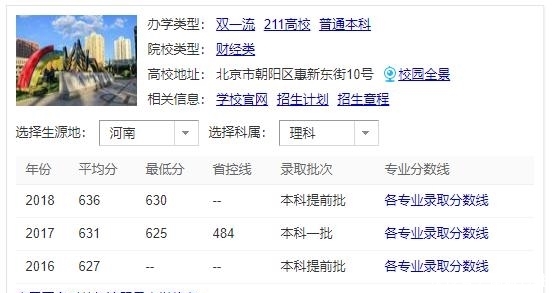 办学类型： 双一流 211高校 普通本科
院校类型： 财经类
高校地址： 北京市朝阳区惠新东街10号 校园全景
相关信息： 学校官网 招生计划 招生章程
选择生源地： 河南 选择科属： 理科
年份 平均分 最低分 省控线 录取批次 专业分数线
2018 636 630 -- 本科提前批 各专业录取分数线
2017 631 625 484 本科一批 各专业录取分数线
2016 627 -- -- 本科提前批 各专业录取分数线